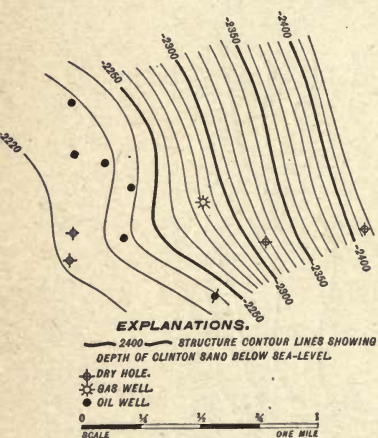 -2300
-2350
-2400
-2250
-2220
-2250
-2300
-2350
-2400
EXPLANATIONS.
2400 STRUCTURE CONTOUR LINES SHOWING
DEPTH OF CLINTON SAND BELOW SEA-LEVEL.
DRY HOLE.
GAS WELL.
OIL WELL.
0 ¼ ½ ¾ 1
SCALE ONE MILE